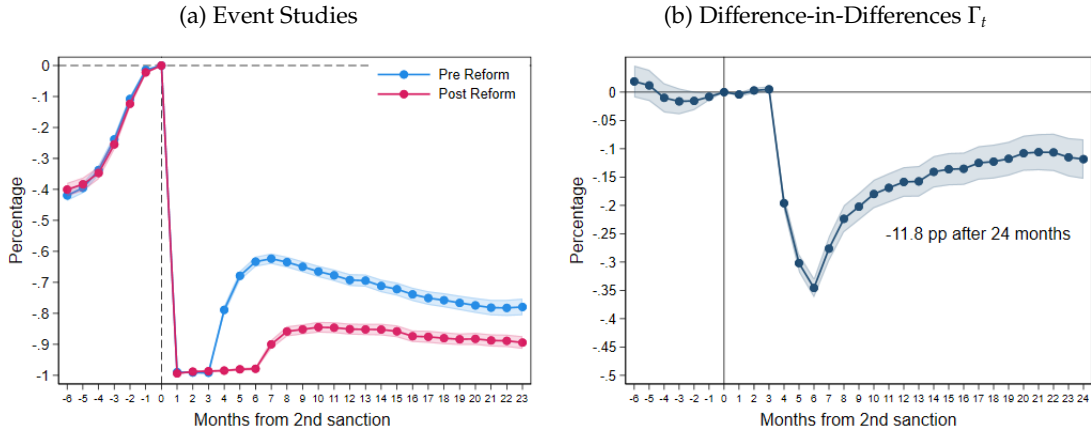 (a) Event Studies
(b) Difference-in-Differences Γt
Percentage
0
-.1
-.2
-.3
-.4
-.5
-.6
-.7
-.8
-.9
-1
Pre Reform
Post Reform
-6 -5 -4 -3 -2 -1 0 1 2 3 4 5 6 7 8 9 10 11 12 13 14 15 16 17 18 19 20 21 22 23
Months from 2nd sanction
Percentage
0
-.05
-.1
-.15
-.2
-.25
-.3
-.35
-.4
-.45
-.5
-11.8 pp after 24 months
-6 -5 -4 -3 -2 -1 0 1 2 3 4 5 6 7 8 9 10 11 12 13 14 15 16 17 18 19 20 21 22 23 24
Months from 2nd sanction